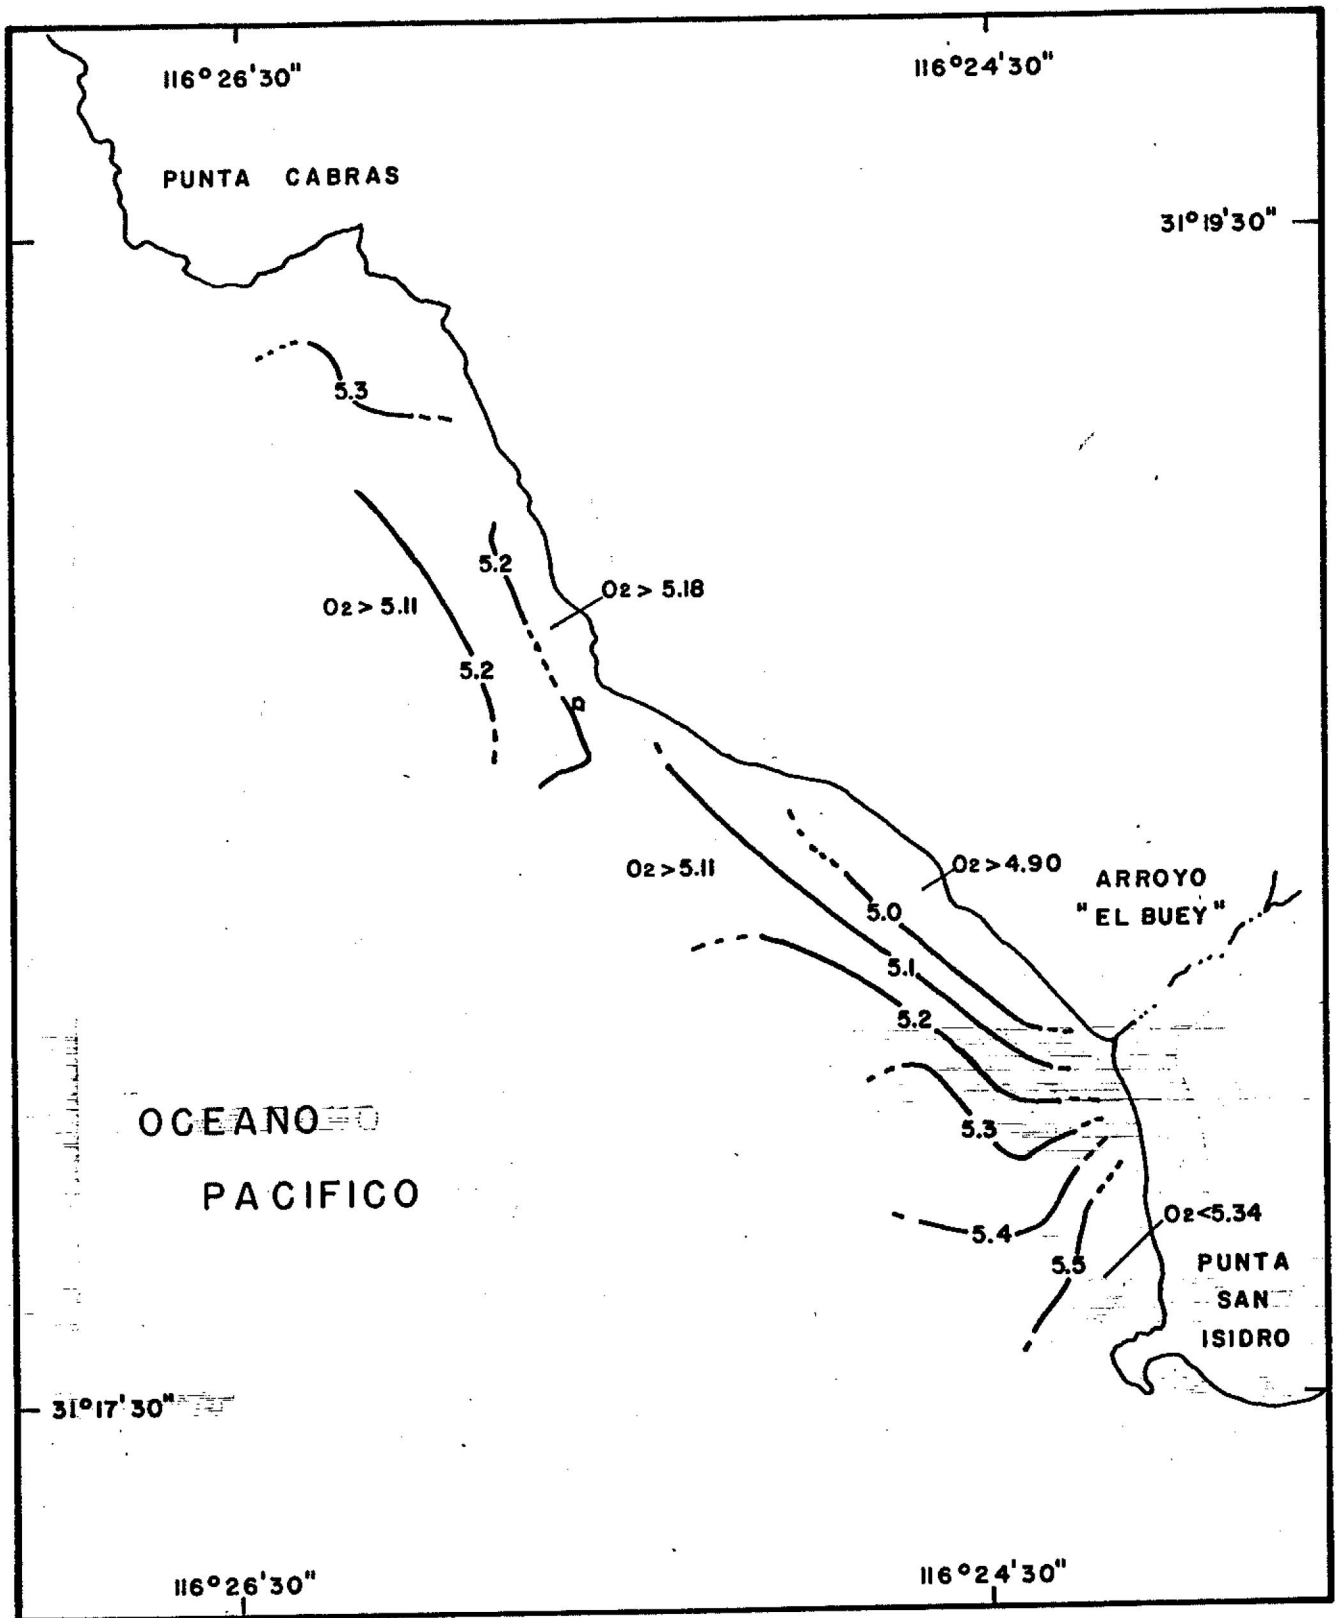 116°26'30"
116°24'30"
PUNTA CABRAS
31°19'30"
5.3
5.2
O2 > 5.18
O2 > 5.11
5.2
O2 > 5.11
O2 > 4.90
ARROYO
"EL BUEY"
5.0
5.1
5.2
OCEANO
5.3
PACIFICO
O2<5.34
5.4
5.5
PUNTA
SAN
ISIDRO
31°17'30"
116°26'30"
116°24'30"